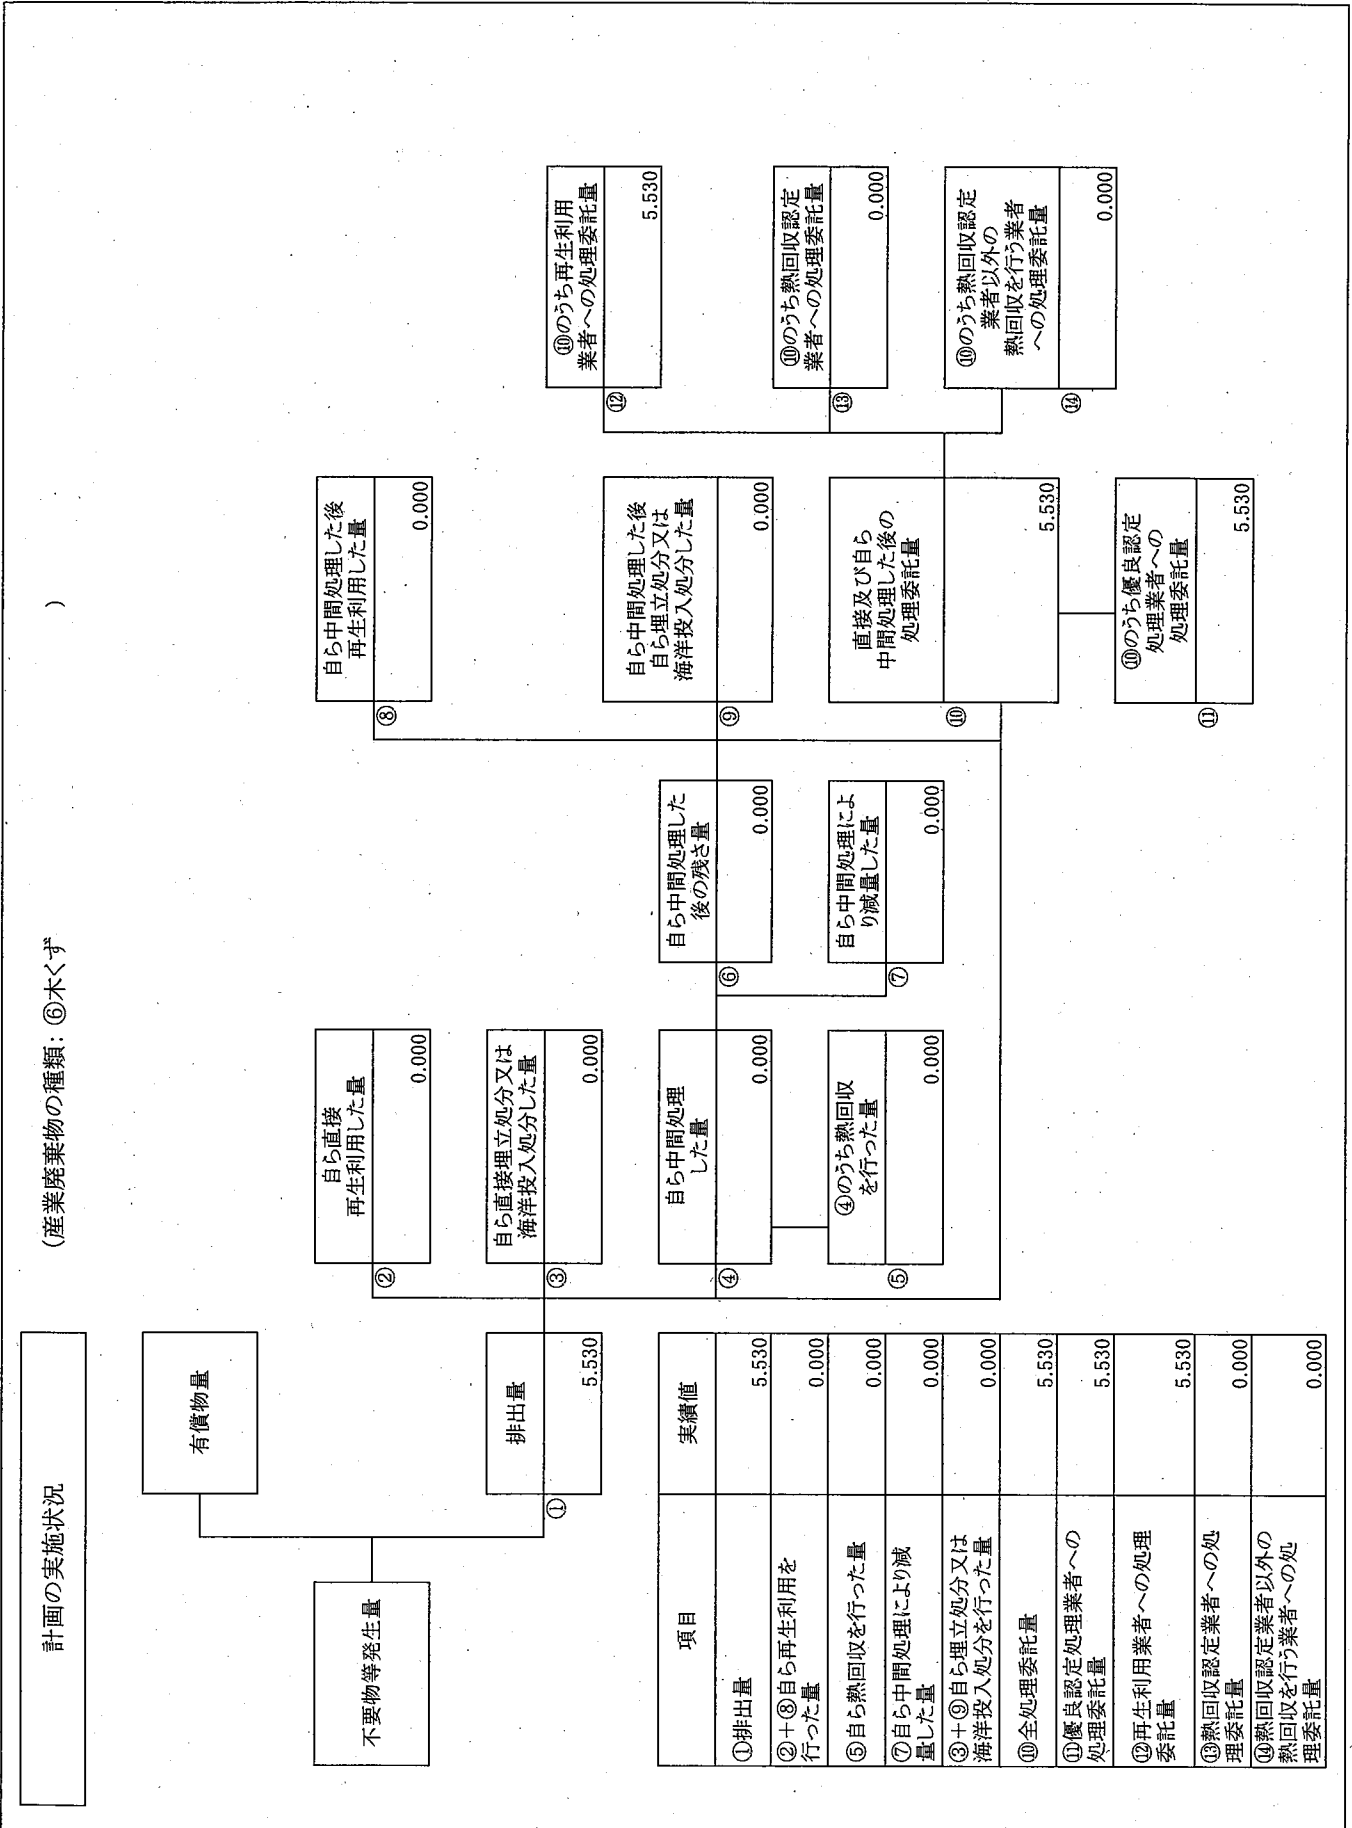 計画の実施状況
(産業廃棄物の種類: ⑥木くず )
不要物等発生量
有償物量
①
排出量
5.530
②
自ら直接
再生利用した量
0.000
③
自ら直接埋立処分又は
海洋投入処分した量
0.000
④
自ら中間処理
した量
0.000
⑤
④のうち熱回収
を行った量
0.000
⑥
自ら中間処理した
後の残さ量
0.000
⑦
自ら中間処理によ
り減量した量
0.000
⑧
自ら中間処理した後
再生利用した量
0.000
⑨
自ら中間処理した後
自ら埋立処分又は
海洋投入処分した量
0.000
⑩
直接及び自ら
中間処理した後の
処理委託量
5.530
⑪
⑩のうち優良認定
処理業者への
処理委託量
5.530
⑫
⑩のうち再生利用
業者への処理委託量
5.530
⑬
⑩のうち熱回収認定
業者への処理委託量
0.000
⑭
⑩のうち熱回収認定
業者以外の
熱回収を行う業者
への処理委託量
0.000
項目 実績値
①排出量 5.530
②+⑧自ら再生利用を
行った量 0.000
⑤自ら熱回収を行った量 0.000
⑦自ら中間処理により減
量した量 0.000
③+⑨自ら埋立処分又は
海洋投入処分を行った量 0.000
⑩全処理委託量 5.530
⑪優良認定処理業者への
処理委託量 5.530
⑫再生利用業者への処理
委託量 5.530
⑬熱回収認定業者への処
理委託量 0.000
⑭熱回収認定業者以外の
熱回収を行う業者への処
理委託量 0.000